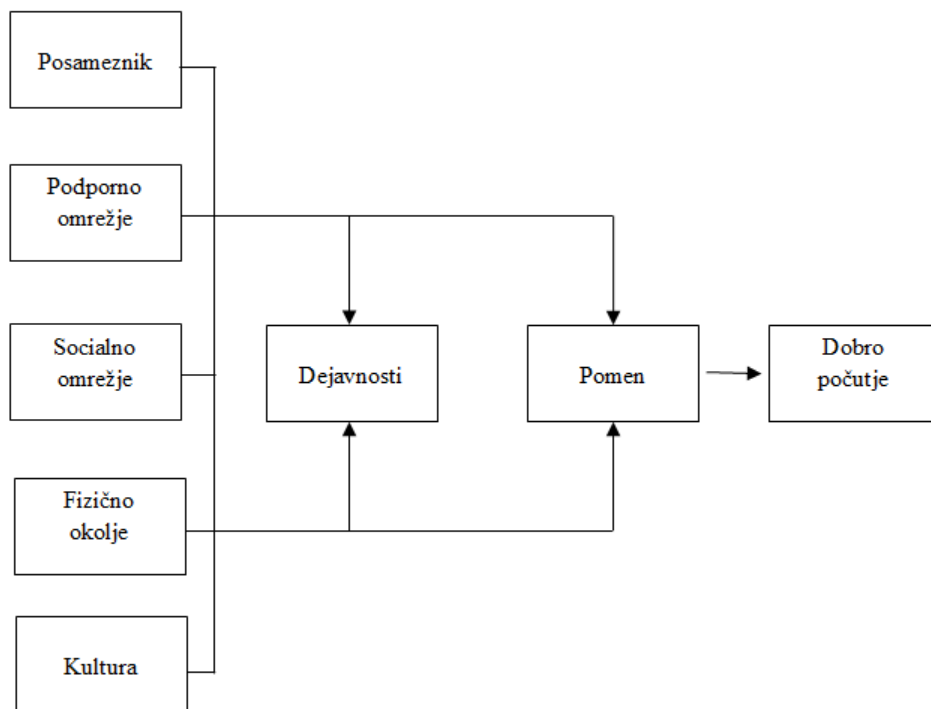 Posameznik
Podporno
omrežje
Socialno
omrežje
Dejavnosti
Pomen
Dobro
počutje
Fizično
okolje
Kultura